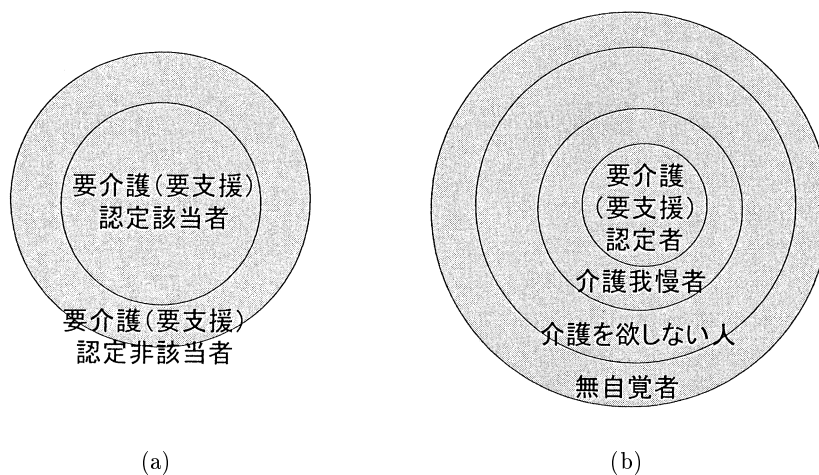 要介護(要支援)
認定該当者
要介護(要支援)
認定非該当者
(a)
要介護
(要支援)
認定者
介護我慢者
介護を欲しない人
無自覚者
(b)